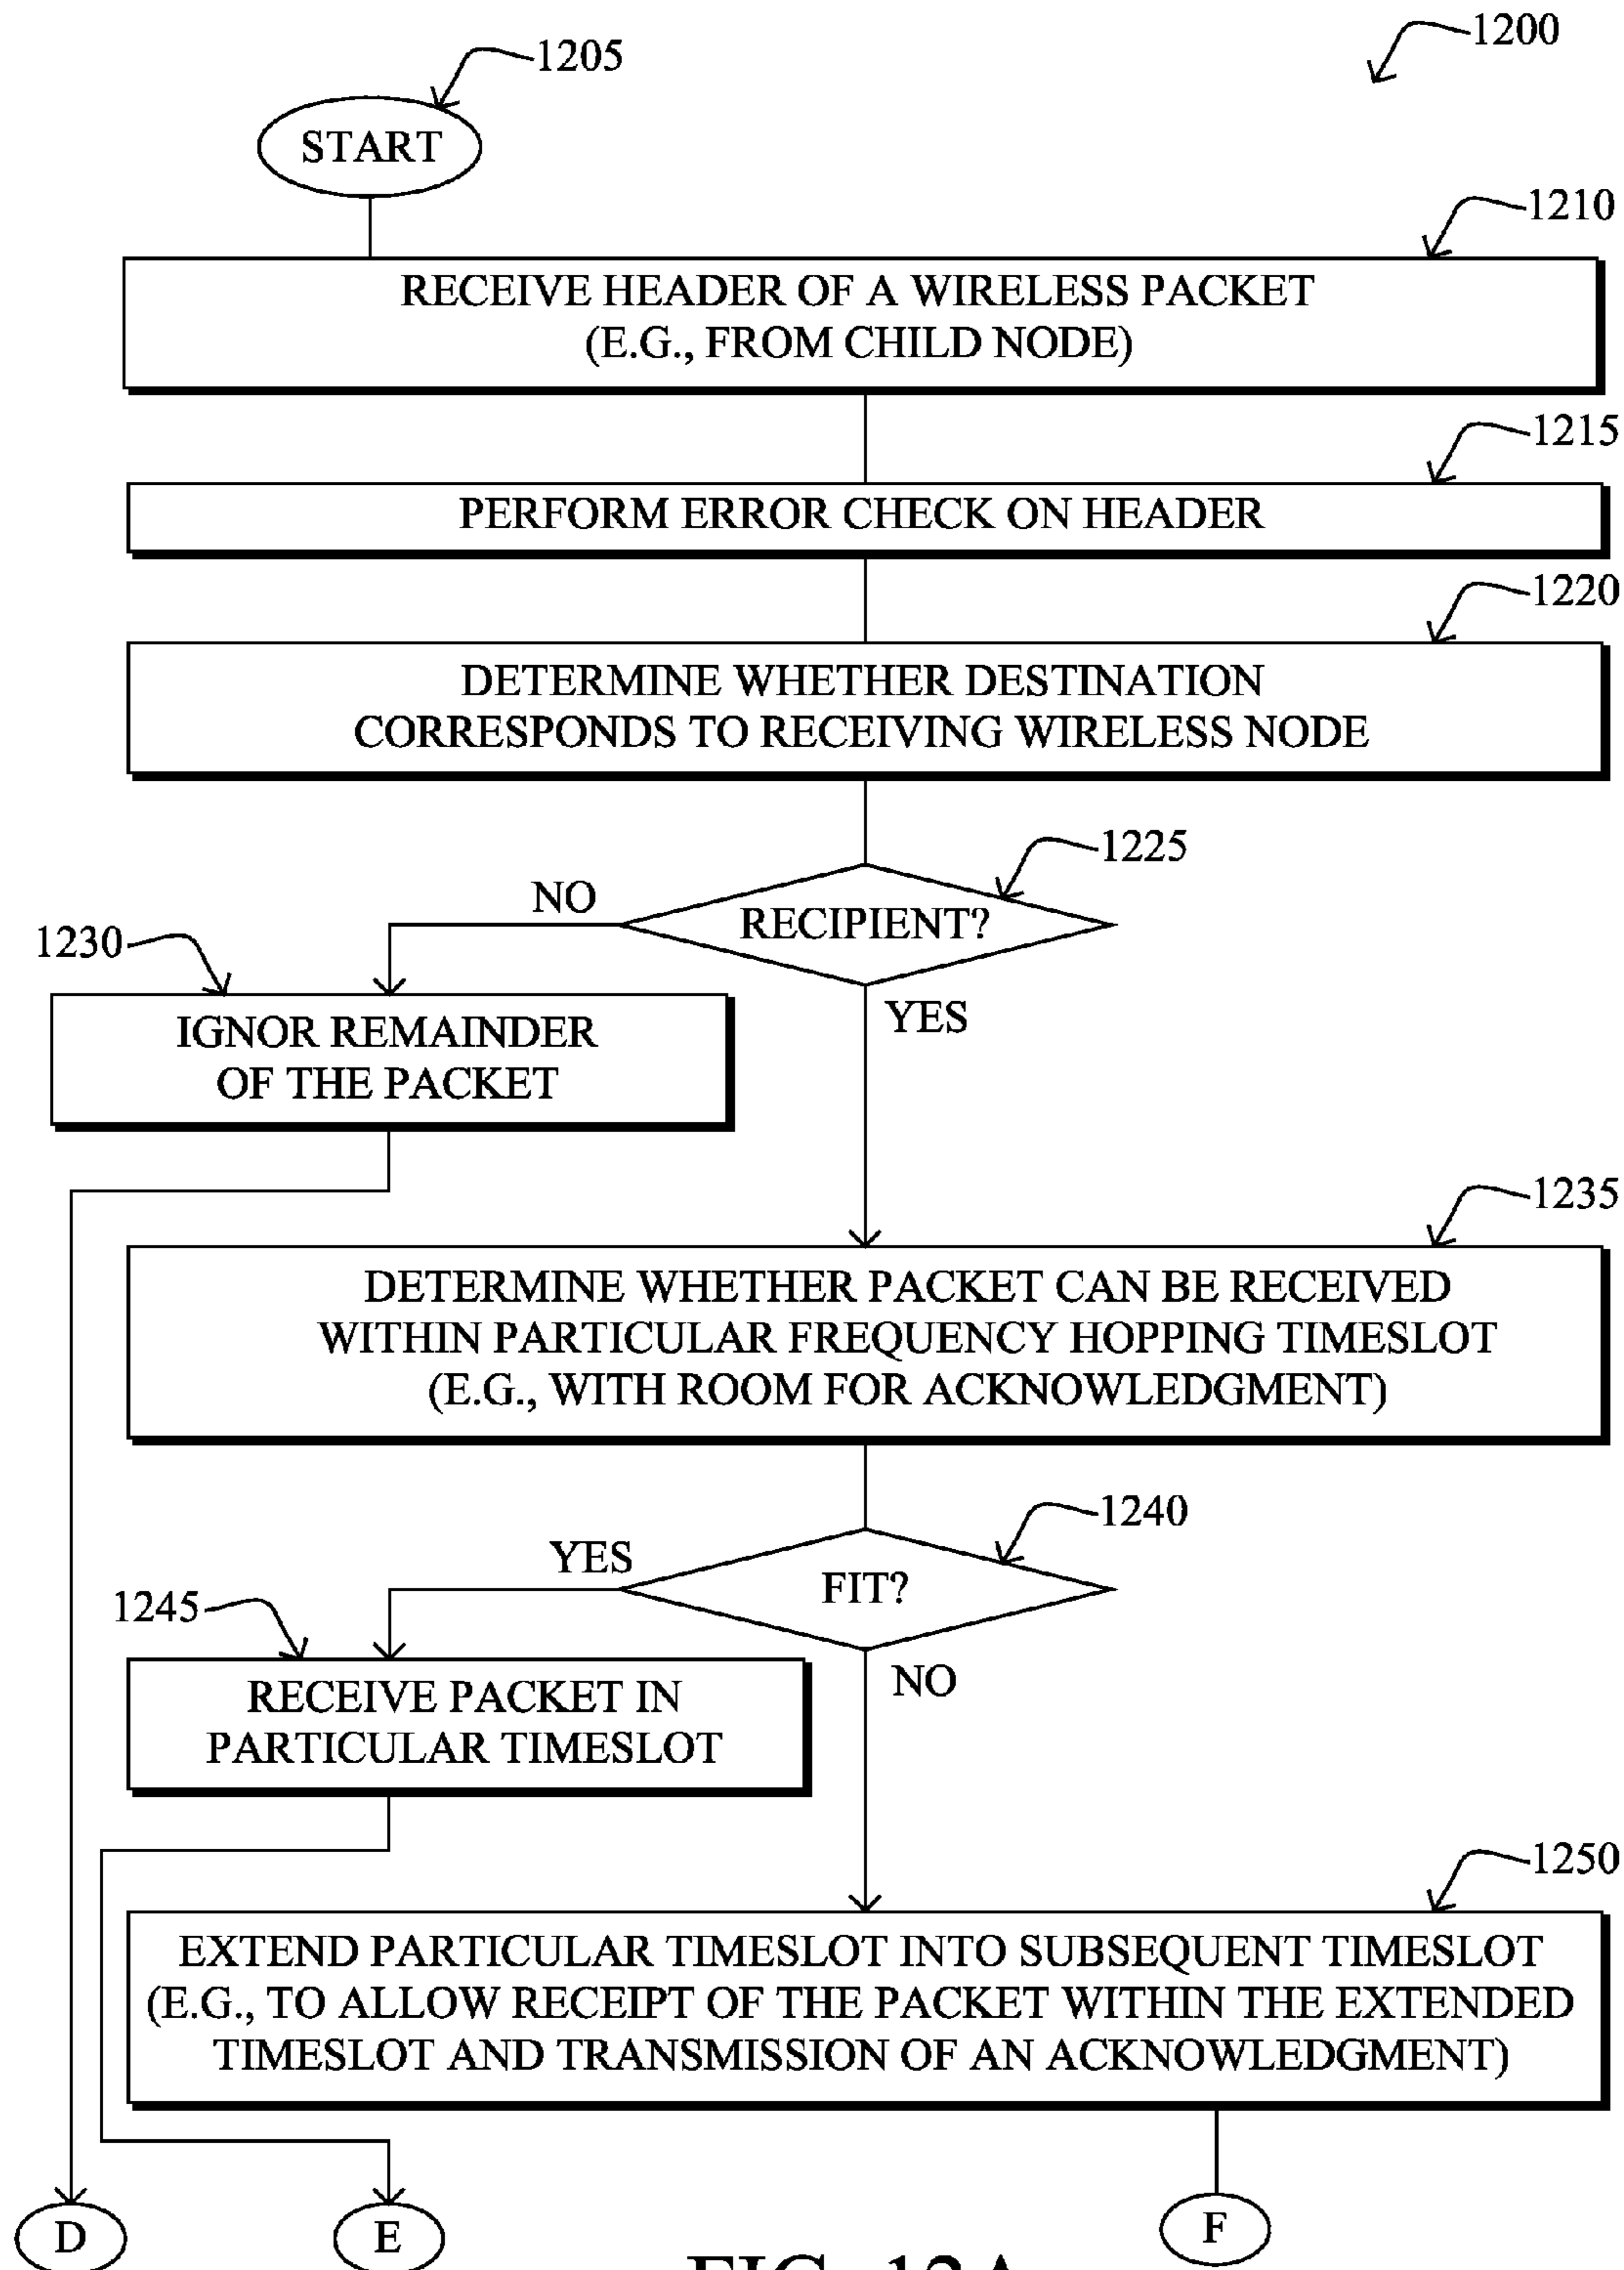 1200
1205
START
1210
RECEIVE HEADER OF A WIRELESS PACKET
(E.G., FROM CHILD NODE)
1215
PERFORM ERROR CHECK ON HEADER
1220
DETERMINE WHETHER DESTINATION
CORRESPONDS TO RECEIVING WIRELESS NODE
1225
NO
RECIPIENT?
1230
YES
IGNOR REMAINDER
OF THE PACKET
1235
DETERMINE WHETHER PACKET CAN BE RECEIVED
WITHIN PARTICULAR FREQUENCY HOPPING TIMESLOT
(E.G., WITH ROOM FOR ACKNOWLEDGMENT)
1240
YES
FIT?
1245
NO
RECEIVE PACKET IN
PARTICULAR TIMESLOT
1250
EXTEND PARTICULAR TIMESLOT INTO SUBSEQUENT TIMESLOT
(E.G., TO ALLOW RECEIPT OF THE PACKET WITHIN THE EXTENDED
TIMESLOT AND TRANSMISSION OF AN ACKNOWLEDGMENT)
D
E
F
FIG. 12A